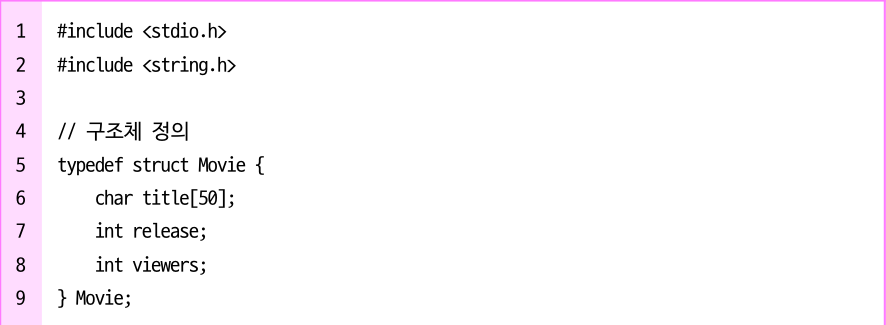 1 #include <stdio.h>
2 #include <string.h>
3
4 // 구조체 정의
5 typedef struct Movie {
6     char title[50];
7     int release;
8     int viewers;
9 } Movie;